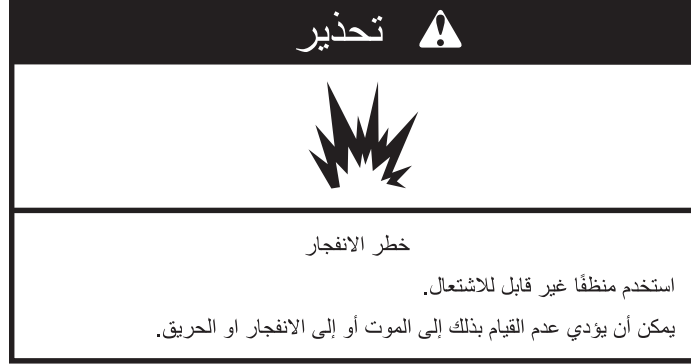 تحذير
خطر الانفجار
استخدم منظفًا غير قابل للاشتعال.
يمكن أن يؤدي عدم القيام بذلك إلى الموت أو إلى الانفجار او الحريق.